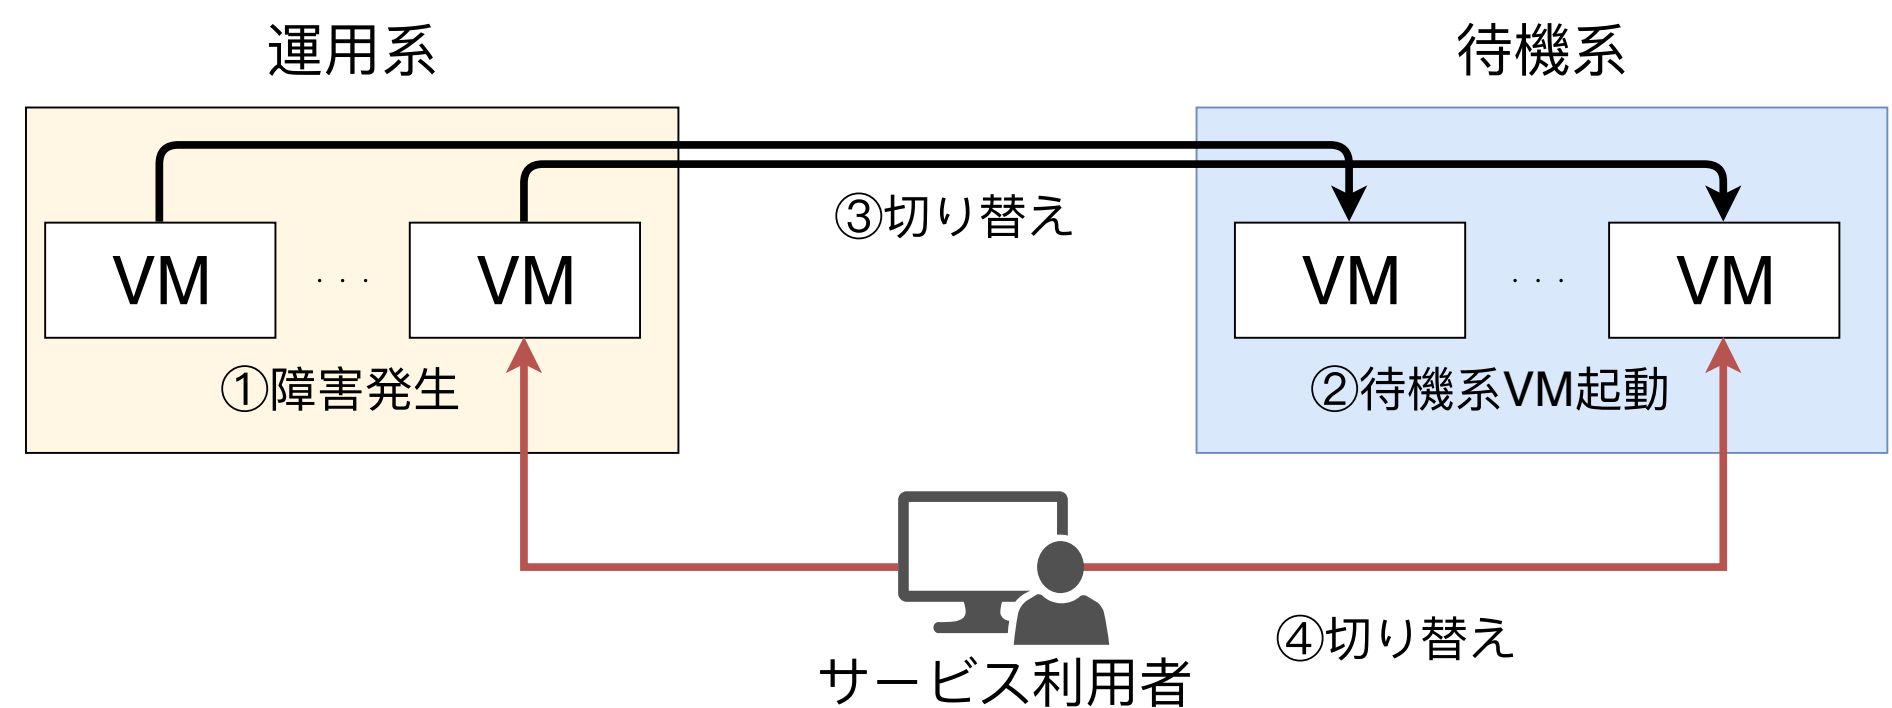 運用系
待機系
③切り替え
VM
・・・
VM
VM
・・・
VM
①障害発生
②待機系VM起動
④切り替え
サービス利用者